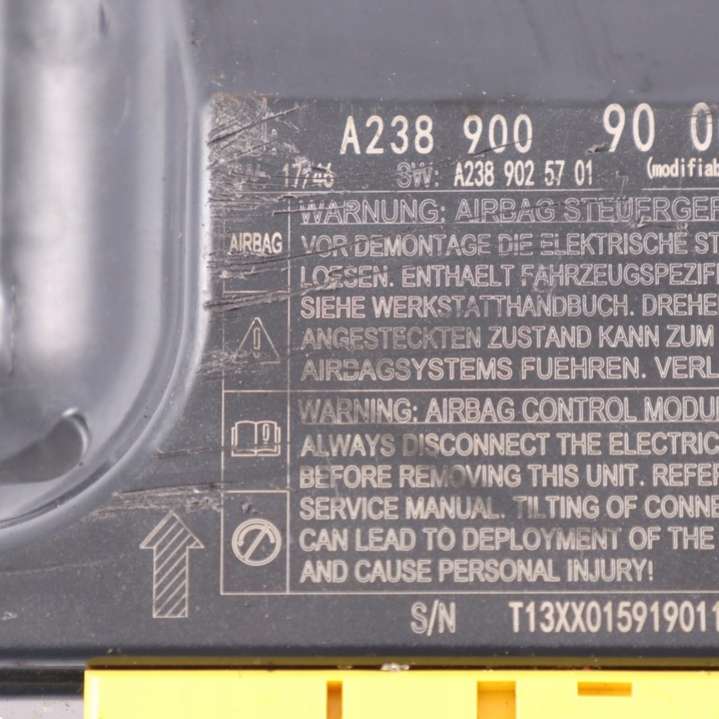 A238 900 90 0
17/46 SW: A238 902 57 01 (modifiab
WARNUNG: AIRBAG STEUERGER
AIRBAG VOR DEMONTAGE DIE ELEKTRISCHE ST
LOESEN. ENTHAELT FAHRZEUGSPEZIF
SIEHE WERKSTATTHANDBUCH. DREHE
ANGESTECKTEN ZUSTAND KANN ZUM
AIRBAGSYSTEMS FUEHREN. VERL
WARNING: AIRBAG CONTROL MODU
ALWAYS DISCONNECT THE ELECTRIC
BEFORE REMOVING THIS UNIT. REFER
SERVICE MANUAL. TILTING OF CONNE
CAN LEAD TO DEPLOYMENT OF THE
AND CAUSE PERSONAL INJURY!
S/N T13XX015919011